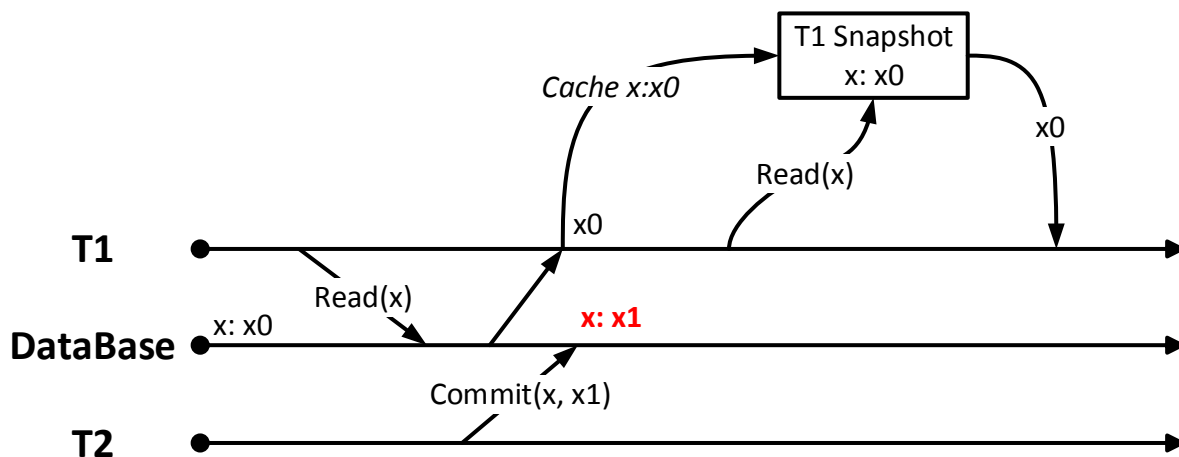 T1 Snapshot
x: x0
Cache x:x0
x0
Read(x)
x0
T1
Read(x)
x: x0
x: x1
DataBase
Commit(x, x1)
T2